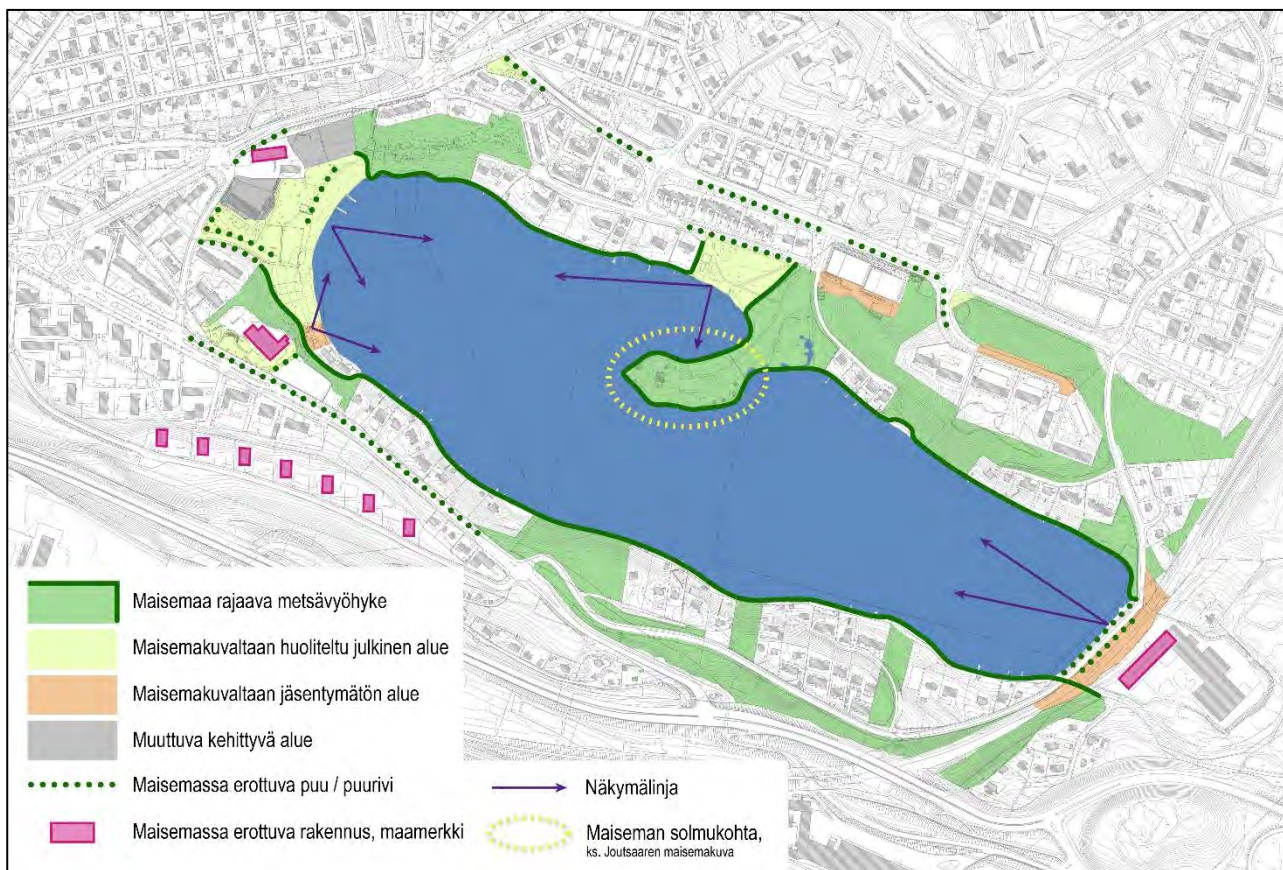 Maisemaa rajaava metsävyöhyke
Maisemakuvaltaan huoliteltu julkinen alue
Maisemakuvaltaan jäsentymätön alue
Muuttuva kehittyvä alue
Maisemassa erottuva puu / puurivi
Maisemassa erottuva rakennus, maamerkki
Näkymälinja
Maiseman solmukohta,
ks. Joutsaaren maisemakuva